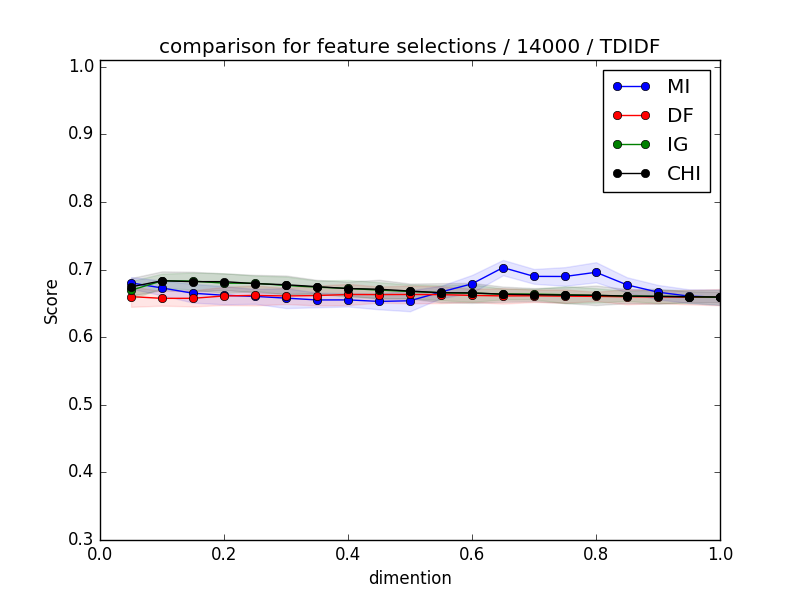 comparison for feature selections / 14000 / TDIDF
1.0
0.9
0.8
0.7
0.6
0.5
0.4
0.3
Score
MI
DF
IG
CHI
0.0 0.2 0.4 0.6 0.8 1.0
dimention